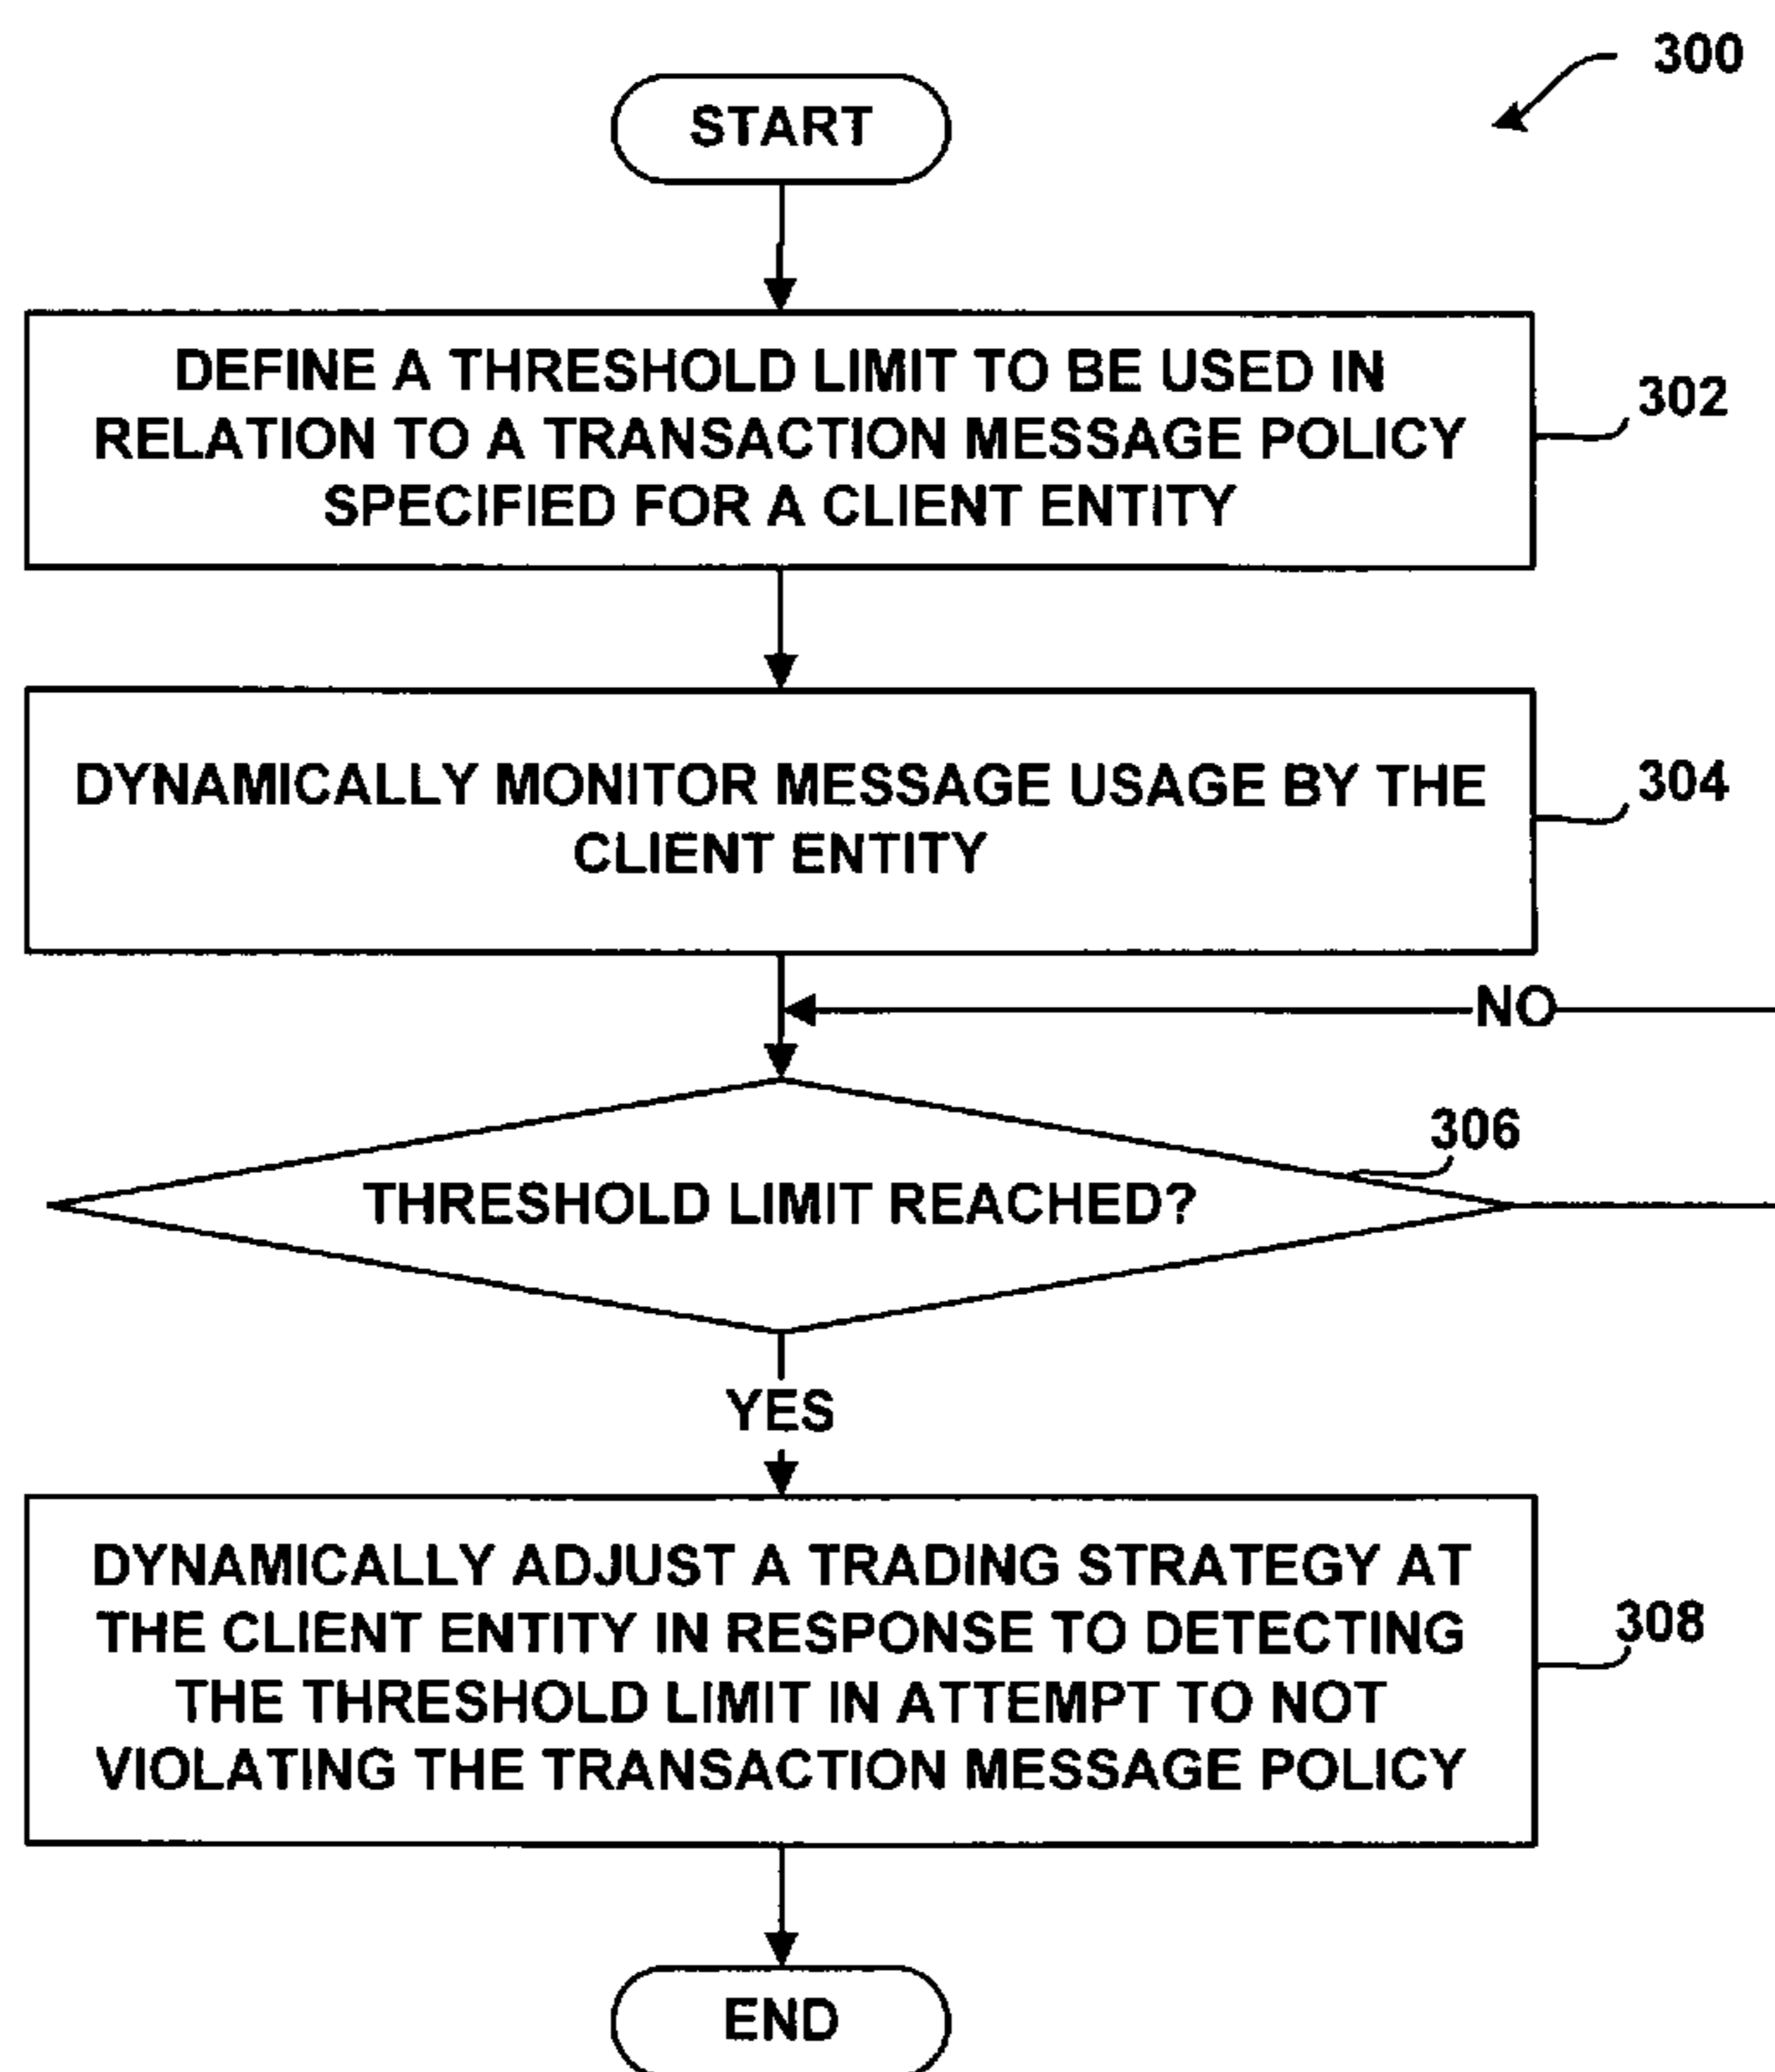 300
START
DEFINE A THRESHOLD LIMIT TO BE USED IN
RELATION TO A TRANSACTION MESSAGE POLICY
SPECIFIED FOR A CLIENT ENTITY
302
DYNAMICALLY MONITOR MESSAGE USAGE BY THE
CLIENT ENTITY
304
NO
306
THRESHOLD LIMIT REACHED?
YES
DYNAMICALLY ADJUST A TRADING STRATEGY AT
THE CLIENT ENTITY IN RESPONSE TO DETECTING
THE THRESHOLD LIMIT IN ATTEMPT TO NOT
VIOLATING THE TRANSACTION MESSAGE POLICY
308
END